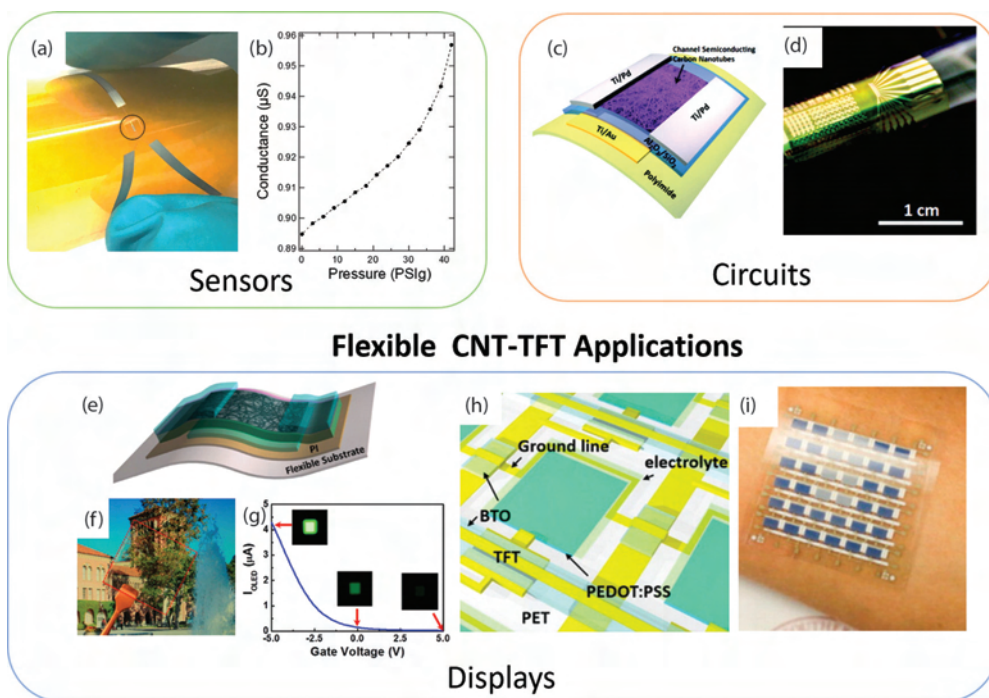 (a)
(b)
Conductance (µS)
0.96
0.95
0.94
0.93
0.92
0.91
0.90
0.89
0
10
20
30
40
Pressure (PSIg)
Sensors
(c)
Channel Semiconducting
Carbon Nanotubes
Ti/Pd
Ti/Pd
Ti/Au
Al₂O₃/SiO₂
Polyimide
(d)
1 cm
Circuits
Flexible CNT-TFT Applications
(e)
PI
Flexible Substrate
(f)
(g)
I_OLED (µA)
5
4
3
2
1
0
-5.0
-2.5
0.0
2.5
5.0
Gate Voltage (V)
(h)
Ground line
electrolyte
BTO
TFT
PEDOT:PSS
PET
(i)
Displays